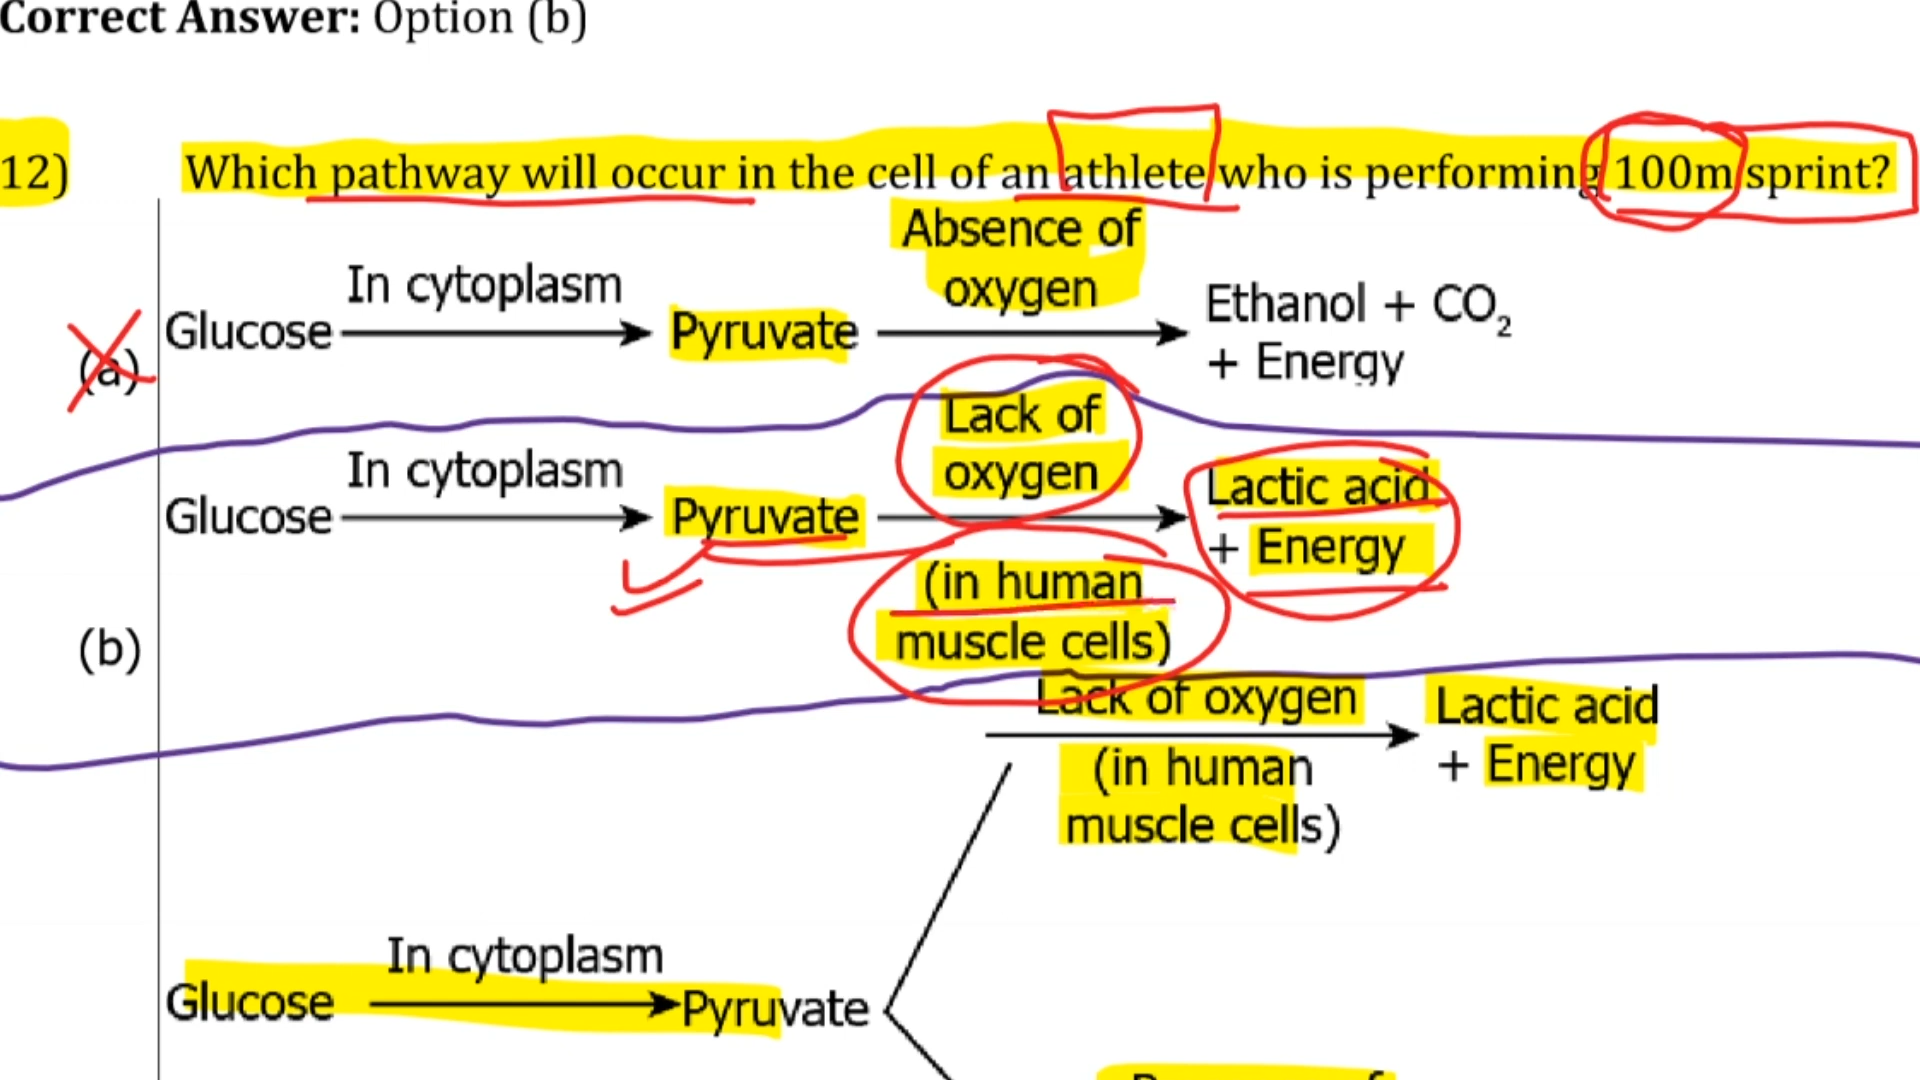 Correct Answer: Option (b)
12) Which pathway will occur in the cell of an athlete who is performing 100m sprint?
(a)
Glucose In cytoplasm Pyruvate Absence of oxygen Ethanol + CO₂ + Energy
(b)
Glucose In cytoplasm Pyruvate Lack of oxygen (in human muscle cells) Lactic acid + Energy
Lack of oxygen (in human muscle cells) Lactic acid + Energy
Glucose In cytoplasm Pyruvate